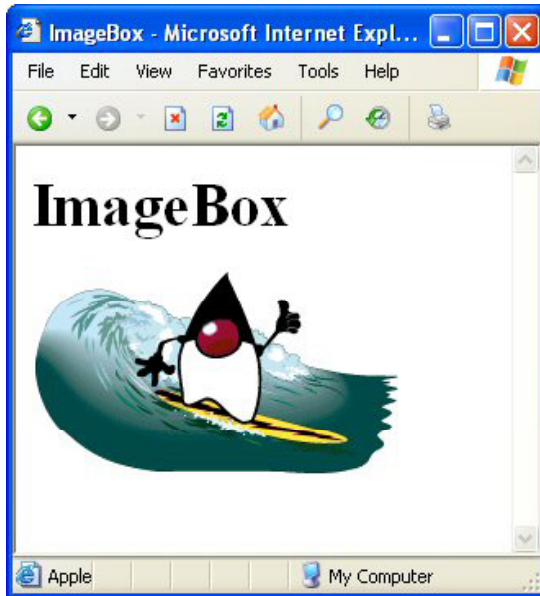 ImageBox - Microsoft Internet Expl...
File Edit View Favorites Tools Help
ImageBox
Apple My Computer